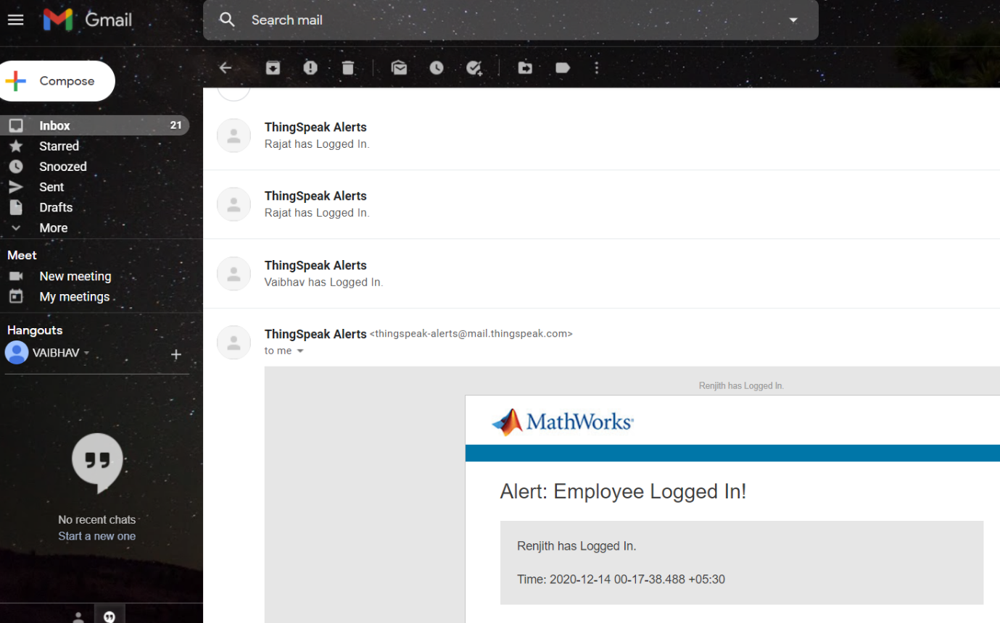 Gmail
Search mail
Compose
Inbox 21
Starred
Snoozed
Sent
Drafts
More
Meet
New meeting
My meetings
Hangouts
VAIBHAV
No recent chats
Start a new one
ThingSpeak Alerts
Rajat has Logged In.
ThingSpeak Alerts
Rajat has Logged In.
ThingSpeak Alerts
Vaibhav has Logged In.
ThingSpeak Alerts <thingspeak-alerts@mail.thingspeak.com>
to me
Renjith has Logged In.
MathWorks®
Alert: Employee Logged In!
Renjith has Logged In.
Time: 2020-12-14 00-17-38.488 +05:30